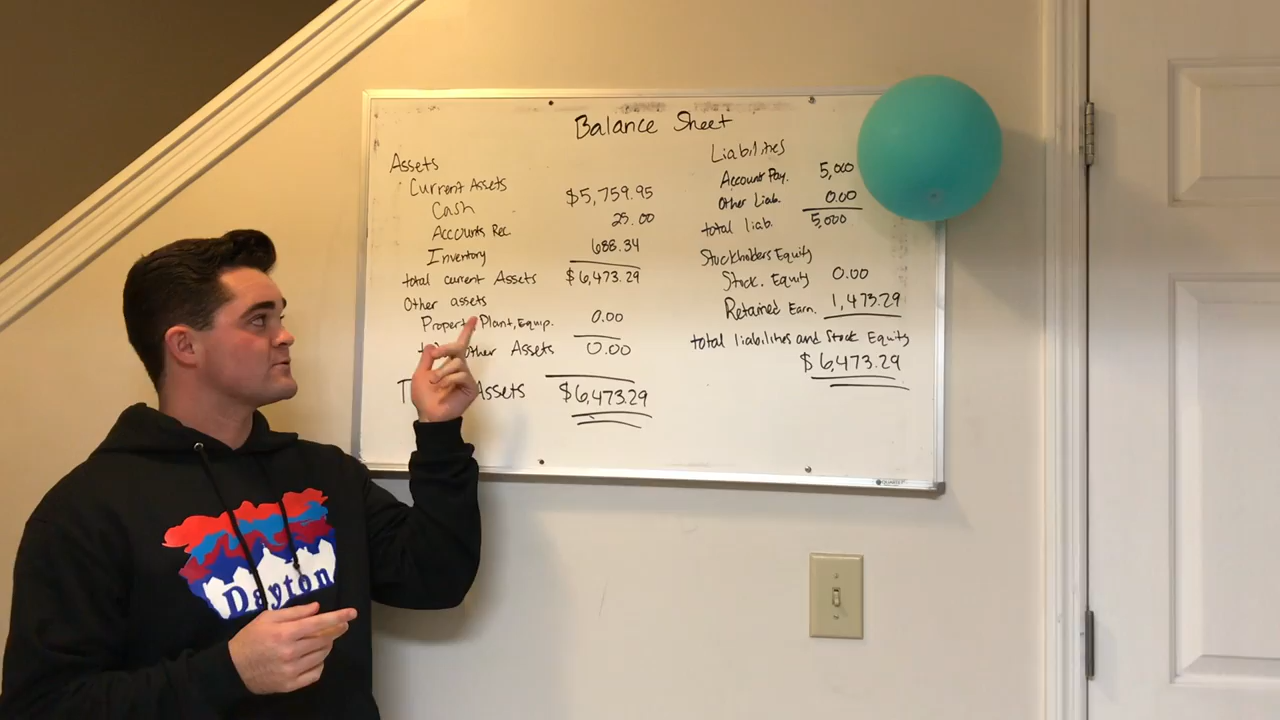 Balance Sheet
Assets
Current Assets
Cash $5,759.95
Accounts Rec. 25.00
Inventory 688.34
total current Assets $6,473.29
Other assets
Property Plant, Equip. 0.00
other Assets 0.00
Assets $6,473.29
Liabilities
Account Pay. 5,000
Other Liab. 0.00
total liab. 5,000
Stockholders Equity
Stock. Equity 0.00
Retained Earn. 1,473.29
total liabilities and Stock Equity
$6,473.29
Dayton